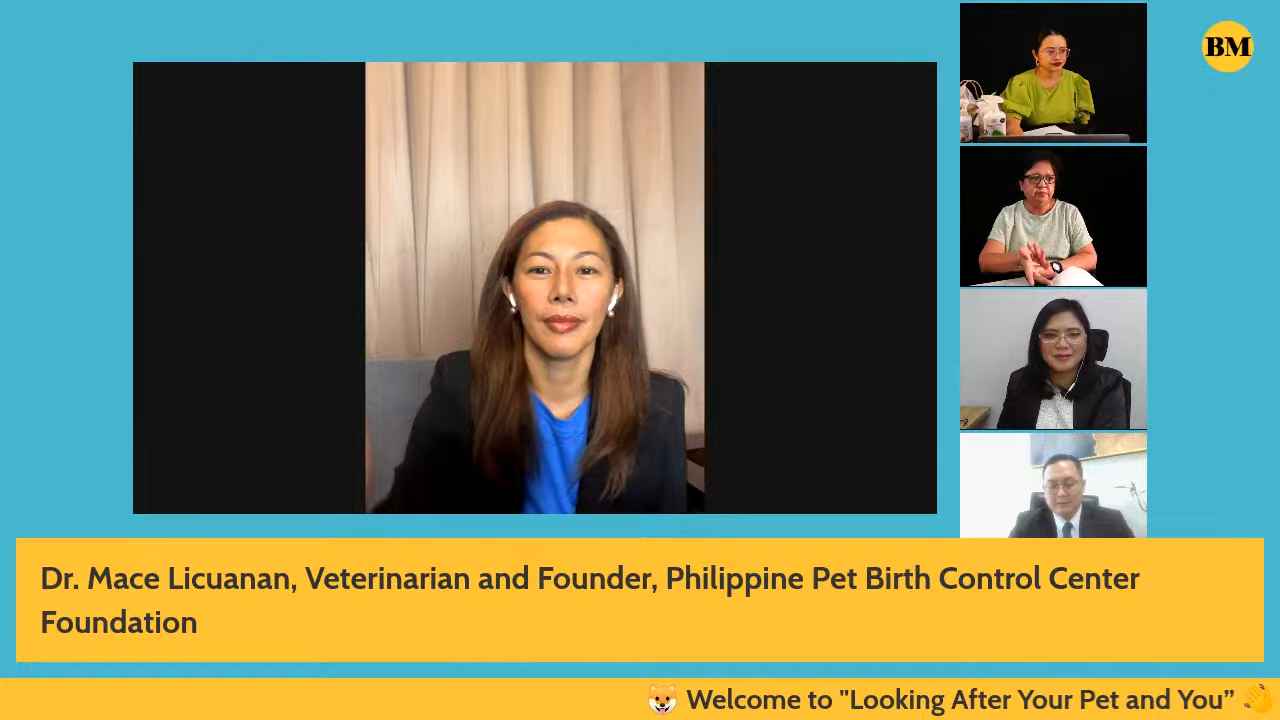 BM
Dr. Mace Licuanan, Veterinarian and Founder, Philippine Pet Birth Control Center
Foundation
🐶 Welcome to "Looking After Your Pet and You” 👋